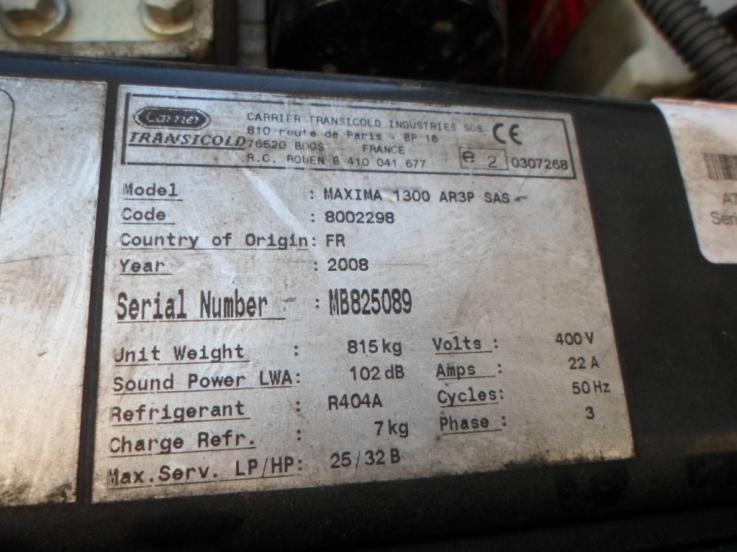 Carrier
TRANSICOLD
CARRIER TRANSICOLD INDUSTRIES SCS
810 route de Paris - BP 16
76520 BOOS FRANCE
R.C. ROUEN B 410 041 677
CE
e 2 0307268
Model : MAXIMA 1300 AR3P SAS -
Code : 8002298
Country of Origin: FR
Year : 2008
Serial Number : MB825089
Unit Weight : 815 kg
Sound Power LWA: 102 dB
Refrigerant : R404A
Charge Refr. : 7 kg
Max.Serv. LP/HP: 25/32 B
Volts : 400 V
Amps : 22 A
Cycles: 50 Hz
Phase : 3
AT
Seri